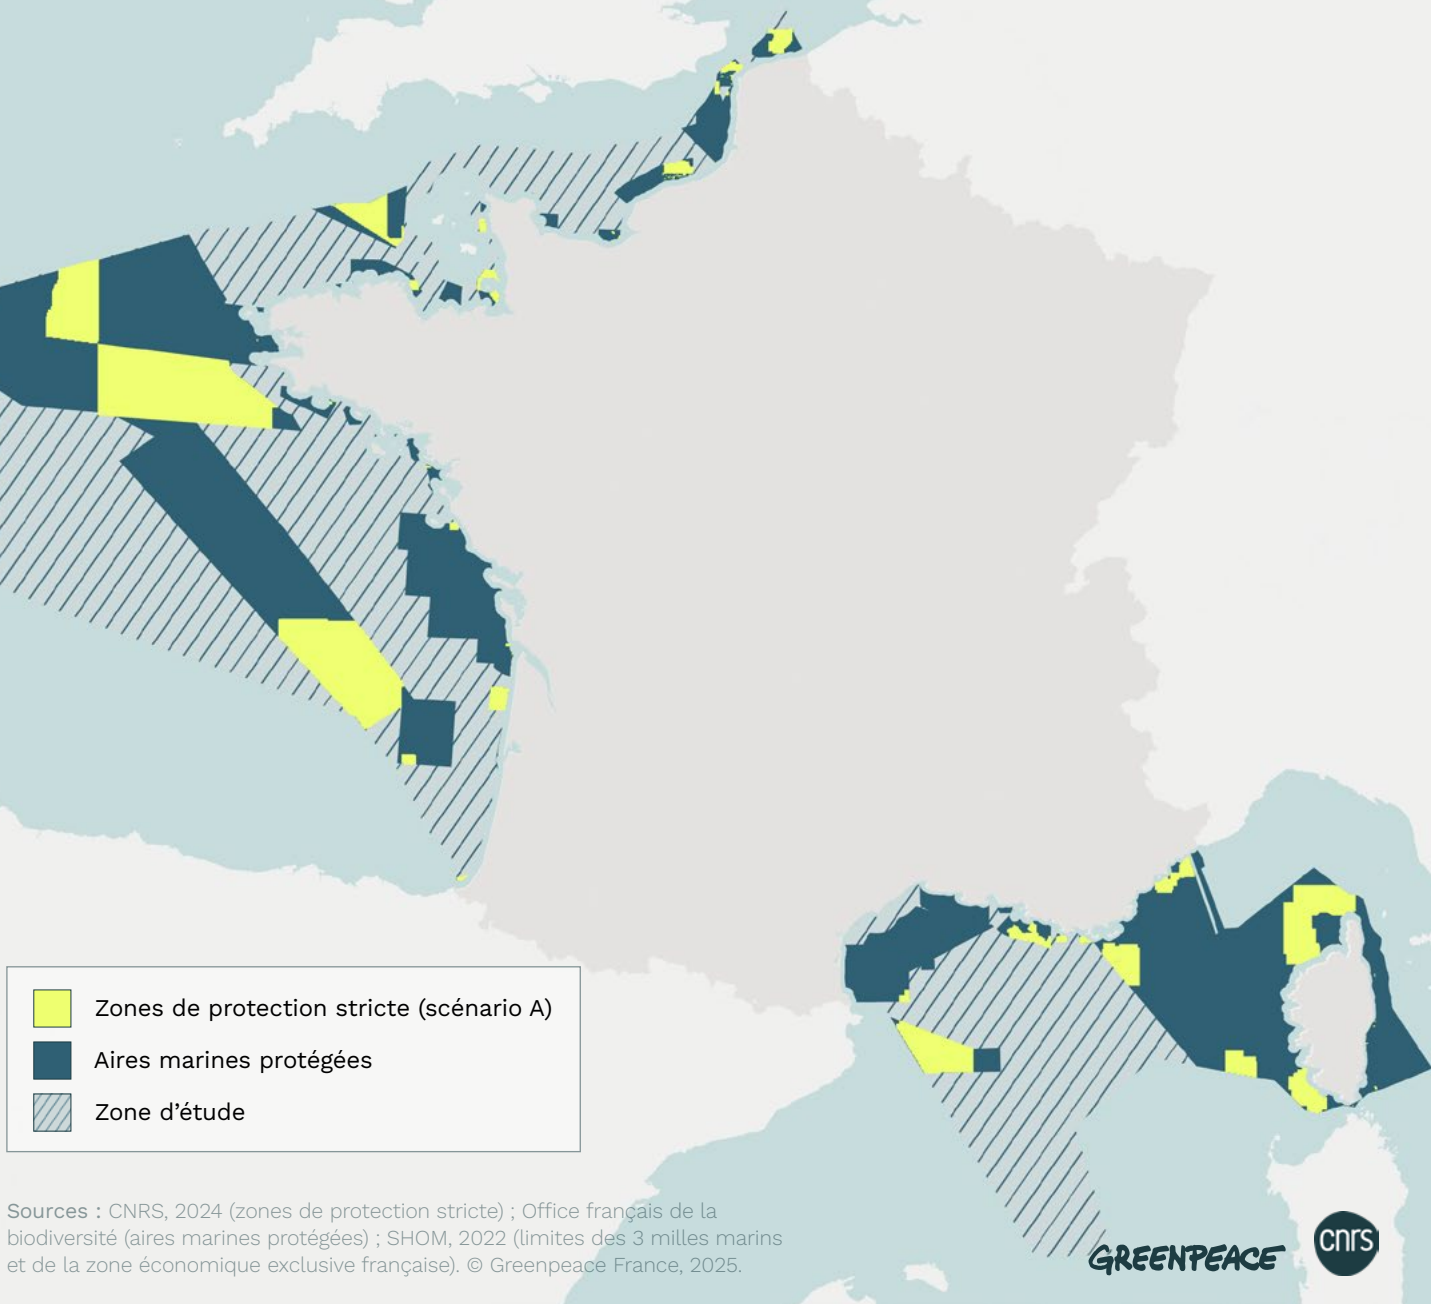 Zones de protection stricte (scénario A)
Aires marines protégées
Zone d’étude
Sources : CNRS, 2024 (zones de protection stricte) ; Office français de la
biodiversité (aires marines protégées) ; SHOM, 2022 (limites des 3 milles marins
et de la zone économique exclusive française). © Greenpeace France, 2025.
GREENPEACE
cnrs